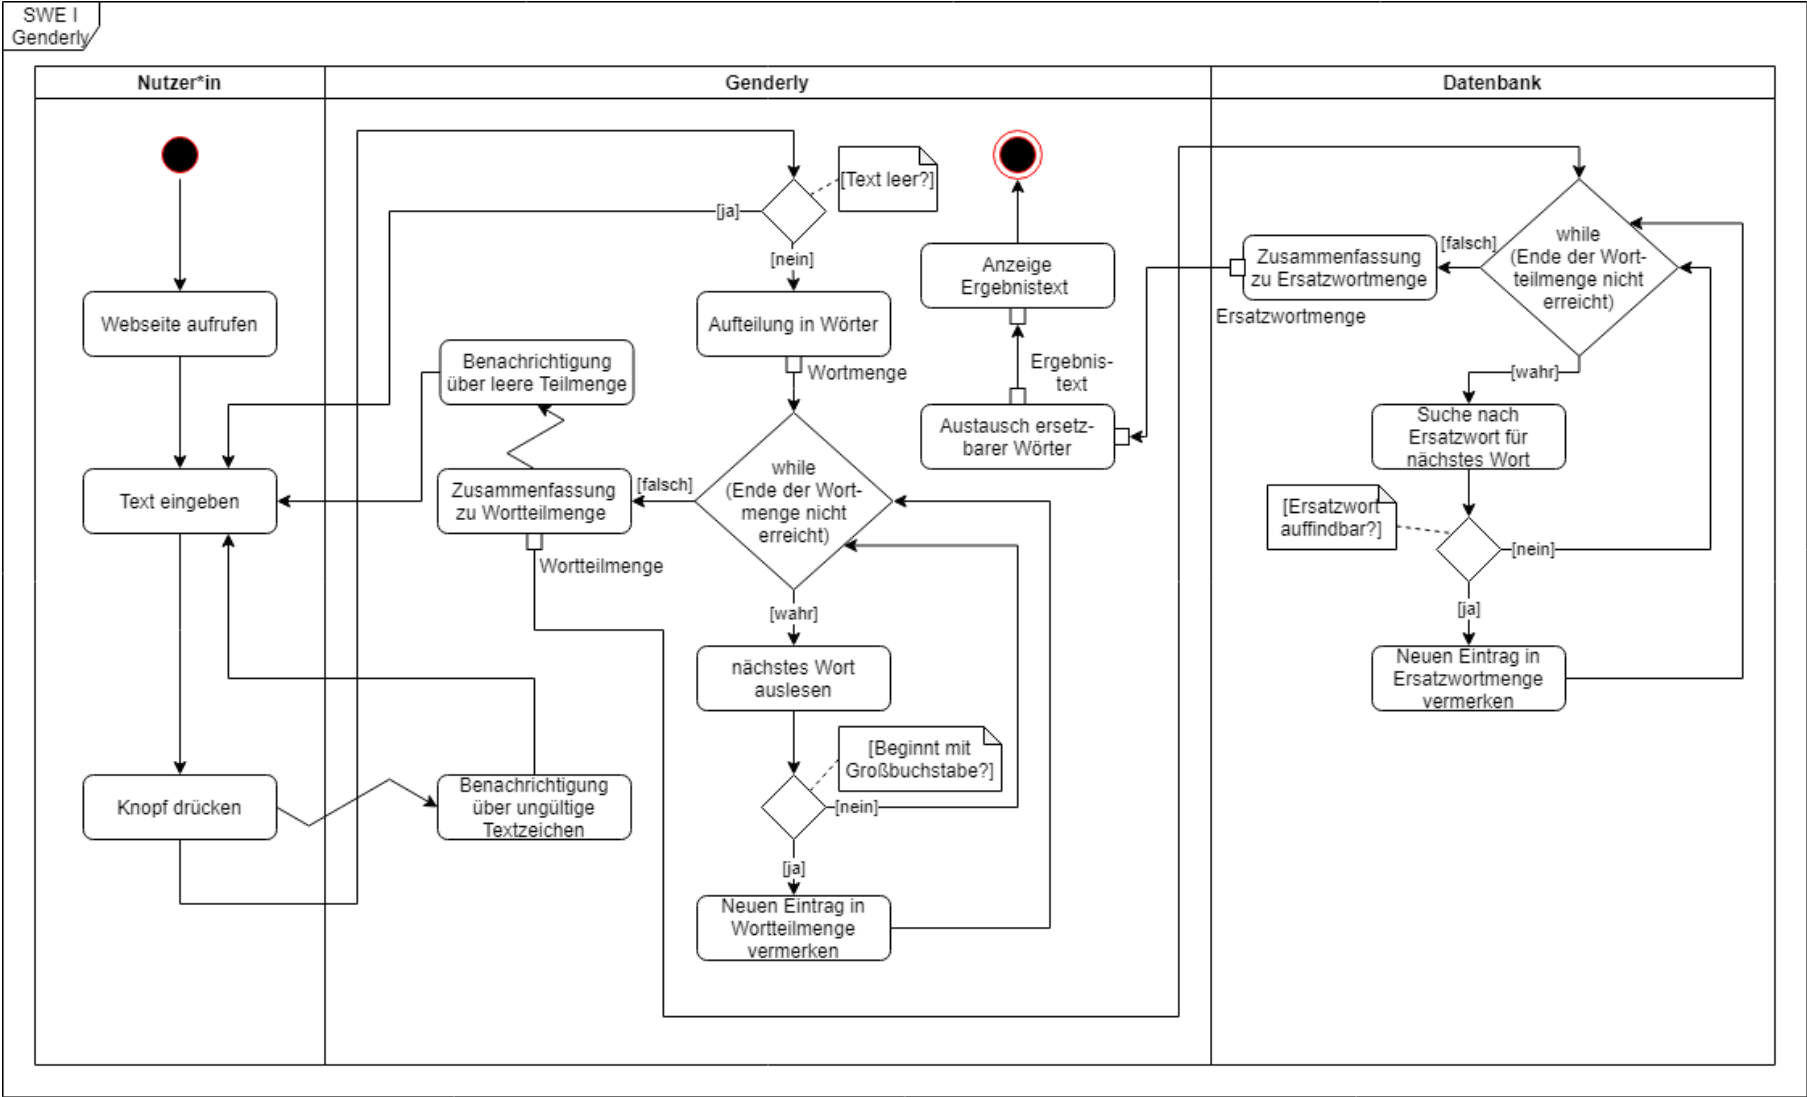 SWE I
Genderly
Nutzer*in
Genderly
Datenbank
Webseite aufrufen
Text eingeben
Knopf drücken
[Text leer?]
[ja]
[nein]
Aufteilung in Wörter
Wortmenge
Benachrichtigung
über leere Teilmenge
Zusammenfassung
zu Wortteilmenge
Wortteilmenge
[falsch]
while
(Ende der Wort-
menge nicht
erreicht)
[wahr]
nächstes Wort
auslesen
[Beginnt mit
Großbuchstabe?]
[nein]
[ja]
Neuen Eintrag in
Wortteilmenge
vermerken
Benachrichtigung
über ungültige
Textzeichen
Anzeige
Ergebnistext
Ergebnis-
text
Austausch ersetz-
barer Wörter
Zusammenfassung
zu Ersatzwortmenge
Ersatzwortmenge
[falsch]
while
(Ende der Wort-
teilmenge nicht
erreicht)
[wahr]
Suche nach
Ersatzwort für
nächstes Wort
[Ersatzwort
auffindbar?]
[nein]
[ja]
Neuen Eintrag in
Ersatzwortmenge
vermerken